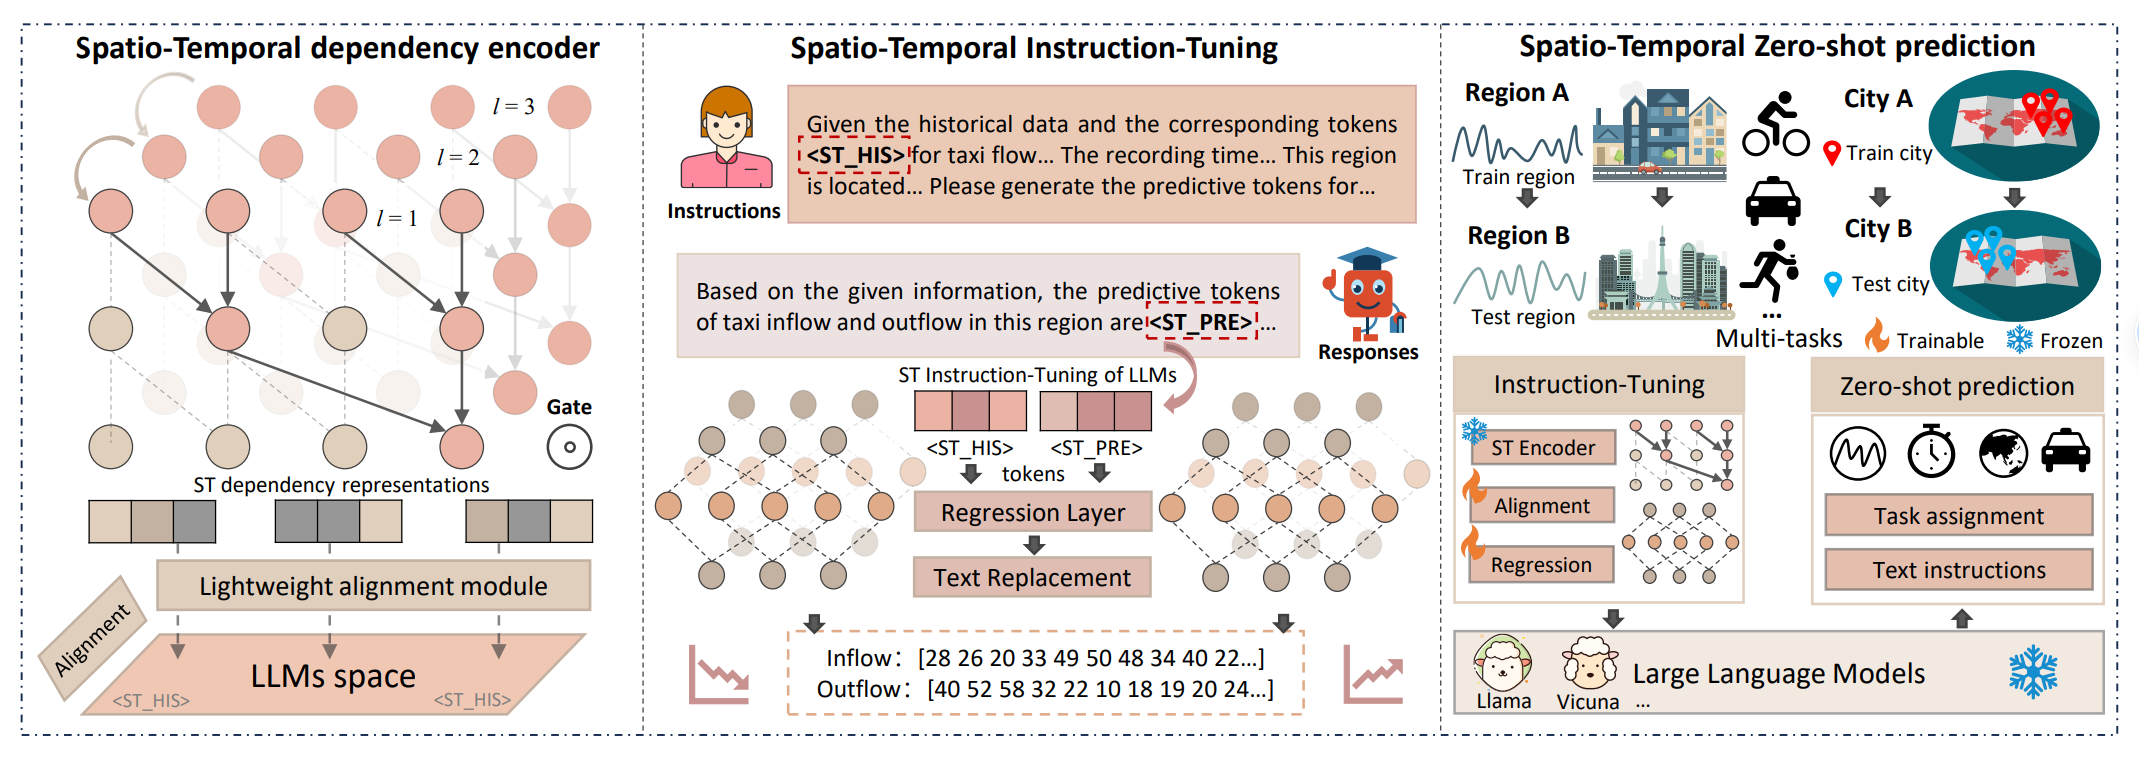 Spatio-Temporal dependency encoder
l = 3
l = 2
l = 1
Gate
ST dependency representations
Lightweight alignment module
Alignment
LLMs space
<ST_HIS>
<ST_HIS>
Spatio-Temporal Instruction-Tuning
Instructions
Given the historical data and the corresponding tokens
<ST_HIS> for taxi flow... The recording time... This region
is located... Please generate the predictive tokens for...
Based on the given information, the predictive tokens
of taxi inflow and outflow in this region are <ST_PRE> ...
Responses
ST Instruction-Tuning of LLMs
<ST_HIS>
<ST_PRE>
tokens
Regression Layer
Text Replacement
Inflow: [28 26 20 33 49 50 48 34 40 22...]
Outflow: [40 52 58 32 22 10 18 19 20 24...]
Spatio-Temporal Zero-shot prediction
Region A
Train region
Region B
Test region
City A
Train city
City B
Test city
...
Multi-tasks
Trainable
Frozen
Instruction-Tuning
ST Encoder
Alignment
Regression
Zero-shot prediction
Task assignment
Text instructions
Llama
Vicuna
...
Large Language Models